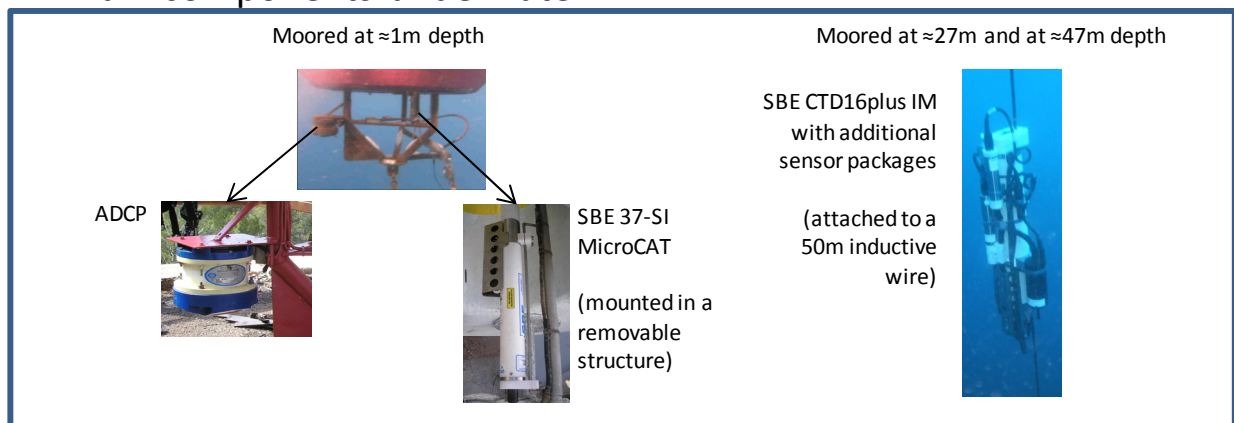 Moored at ≈1m depth
Moored at ≈27m and at ≈47m depth
SBE CTD16plus IM
with additional
sensor packages
(attached to a
50m inductive
wire)
ADCP
SBE 37-SI
MicroCAT
(mounted in a
removable
structure)